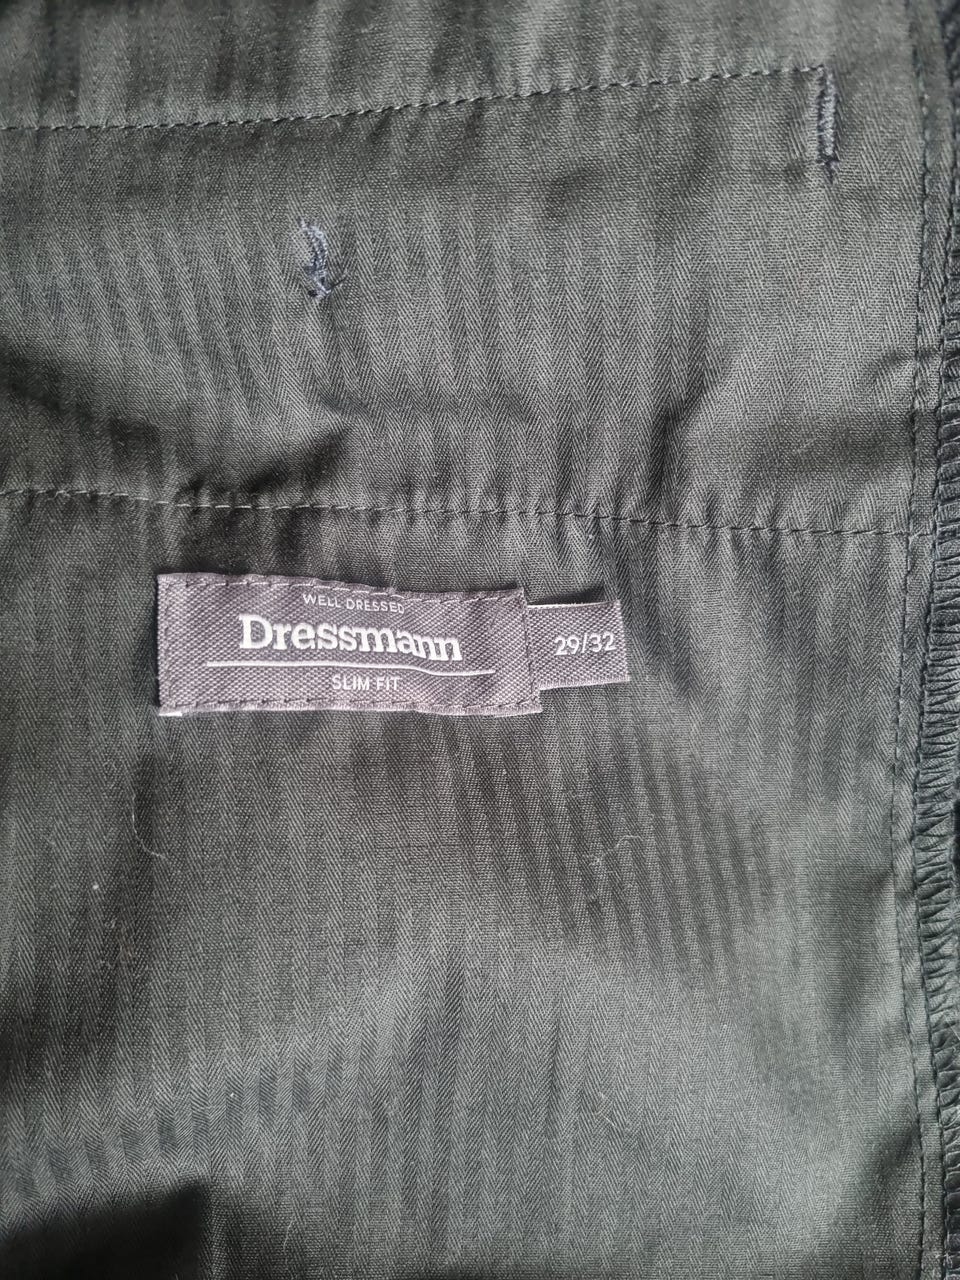 WELL DRESSED
Dressmann
SLIM FIT
29/32